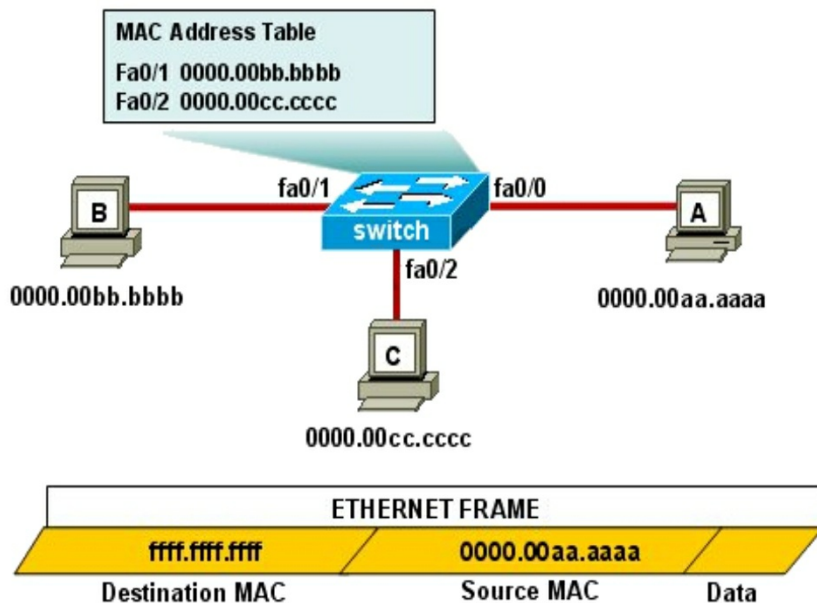 MAC Address Table
Fa0/1 0000.00bb.bbbb
Fa0/2 0000.00cc.cccc
fa0/1
fa0/0
B
A
switch
fa0/2
0000.00bb.bbbb
0000.00aa.aaaa
C
0000.00cc.cccc
ETHERNET FRAME
ffff.ffff.ffff
0000.00aa.aaaa
Destination MAC
Source MAC
Data